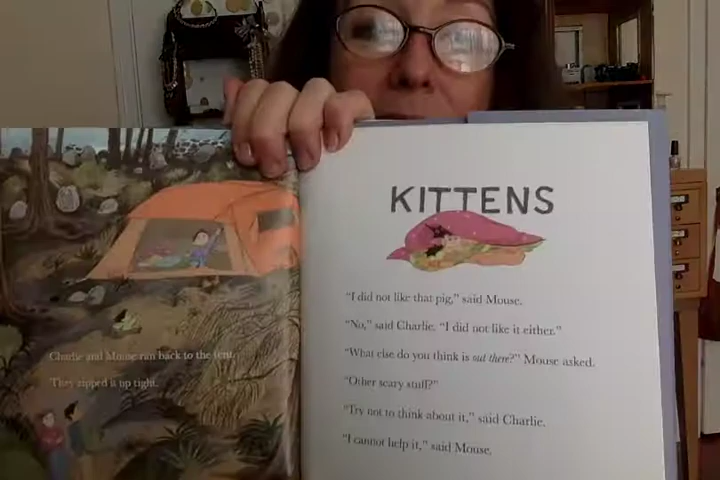 Charlie and Mouse ran back to the tent.
They zipped it up tight.
KITTENS
"I did not like that pig," said Mouse.
"No," said Charlie. "I did not like it either."
"What else do you think is out there?" Mouse asked.
"Other scary stuff?"
"Try not to think about it," said Charlie.
"I cannot help it," said Mouse.